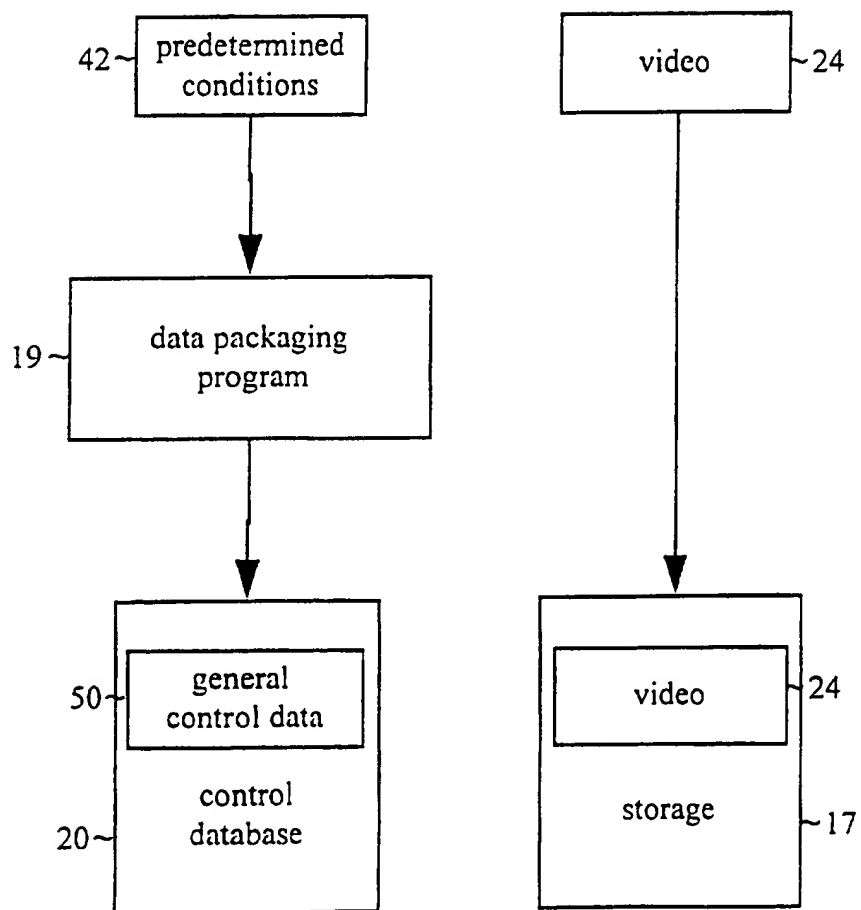 42
predetermined
conditions
video
24
19
data packaging
program
50
general
control data
20
control
database
video
24
storage
17